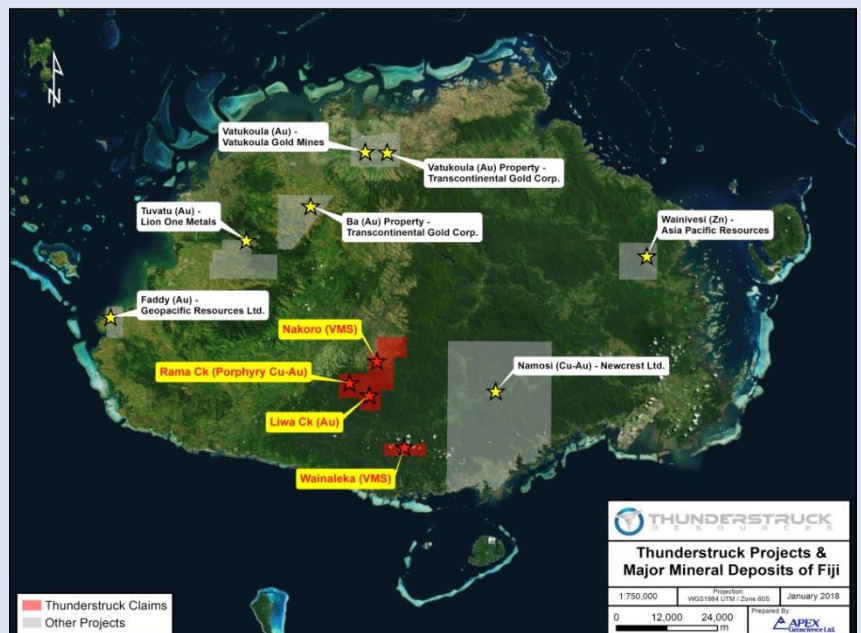 N
Vatukoula (Au) -
Vatukoula Gold Mines
Vatukoula (Au) Property -
Transcontinental Gold Corp.
Tuvatu (Au) -
Lion One Metals
Ba (Au) Property -
Transcontinental Gold Corp.
Wainivesi (Zn) -
Asia Pacific Resources
Faddy (Au) -
Geopacific Resources Ltd.
Nakoro (VMS)
Rama Ck (Porphyry Cu-Au)
Namosi (Cu-Au) - Newcrest Ltd.
Liwa Ck (Au)
Wainaleka (VMS)
THUNDERSTRUCK
RESOURCES
Thunderstruck Projects &
Major Mineral Deposits of Fiji
1:750,000
Projection:
WGS1984 UTM / Zone 60S
January 2018
0 12,000 24,000
m
Prepared By:
APEX
Geoscience Ltd.
Thunderstruck Claims
Other Projects